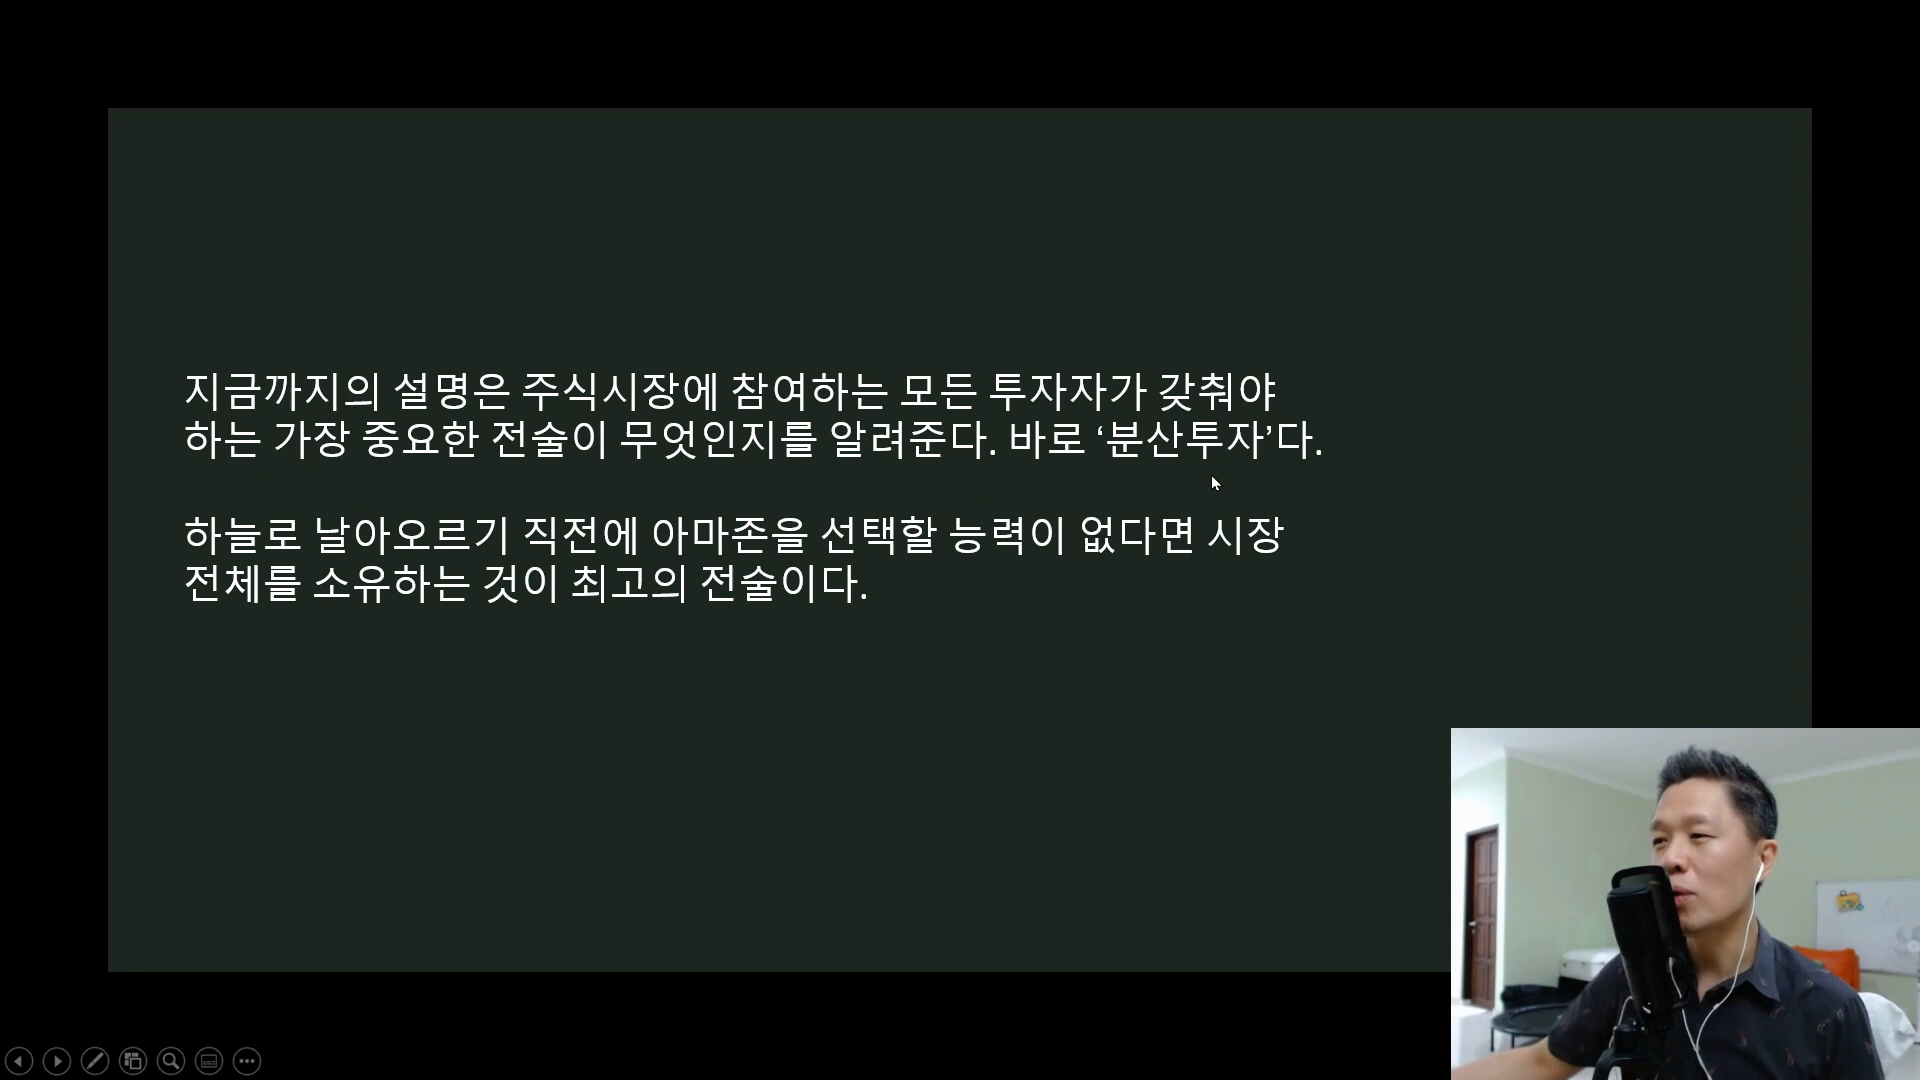 지금까지의 설명은 주식시장에 참여하는 모든 투자자가 갖춰야
하는 가장 중요한 전술이 무엇인지를 알려준다. 바로 ‘분산투자’다.
하늘로 날아오르기 직전에 아마존을 선택할 능력이 없다면 시장
전체를 소유하는 것이 최고의 전술이다.